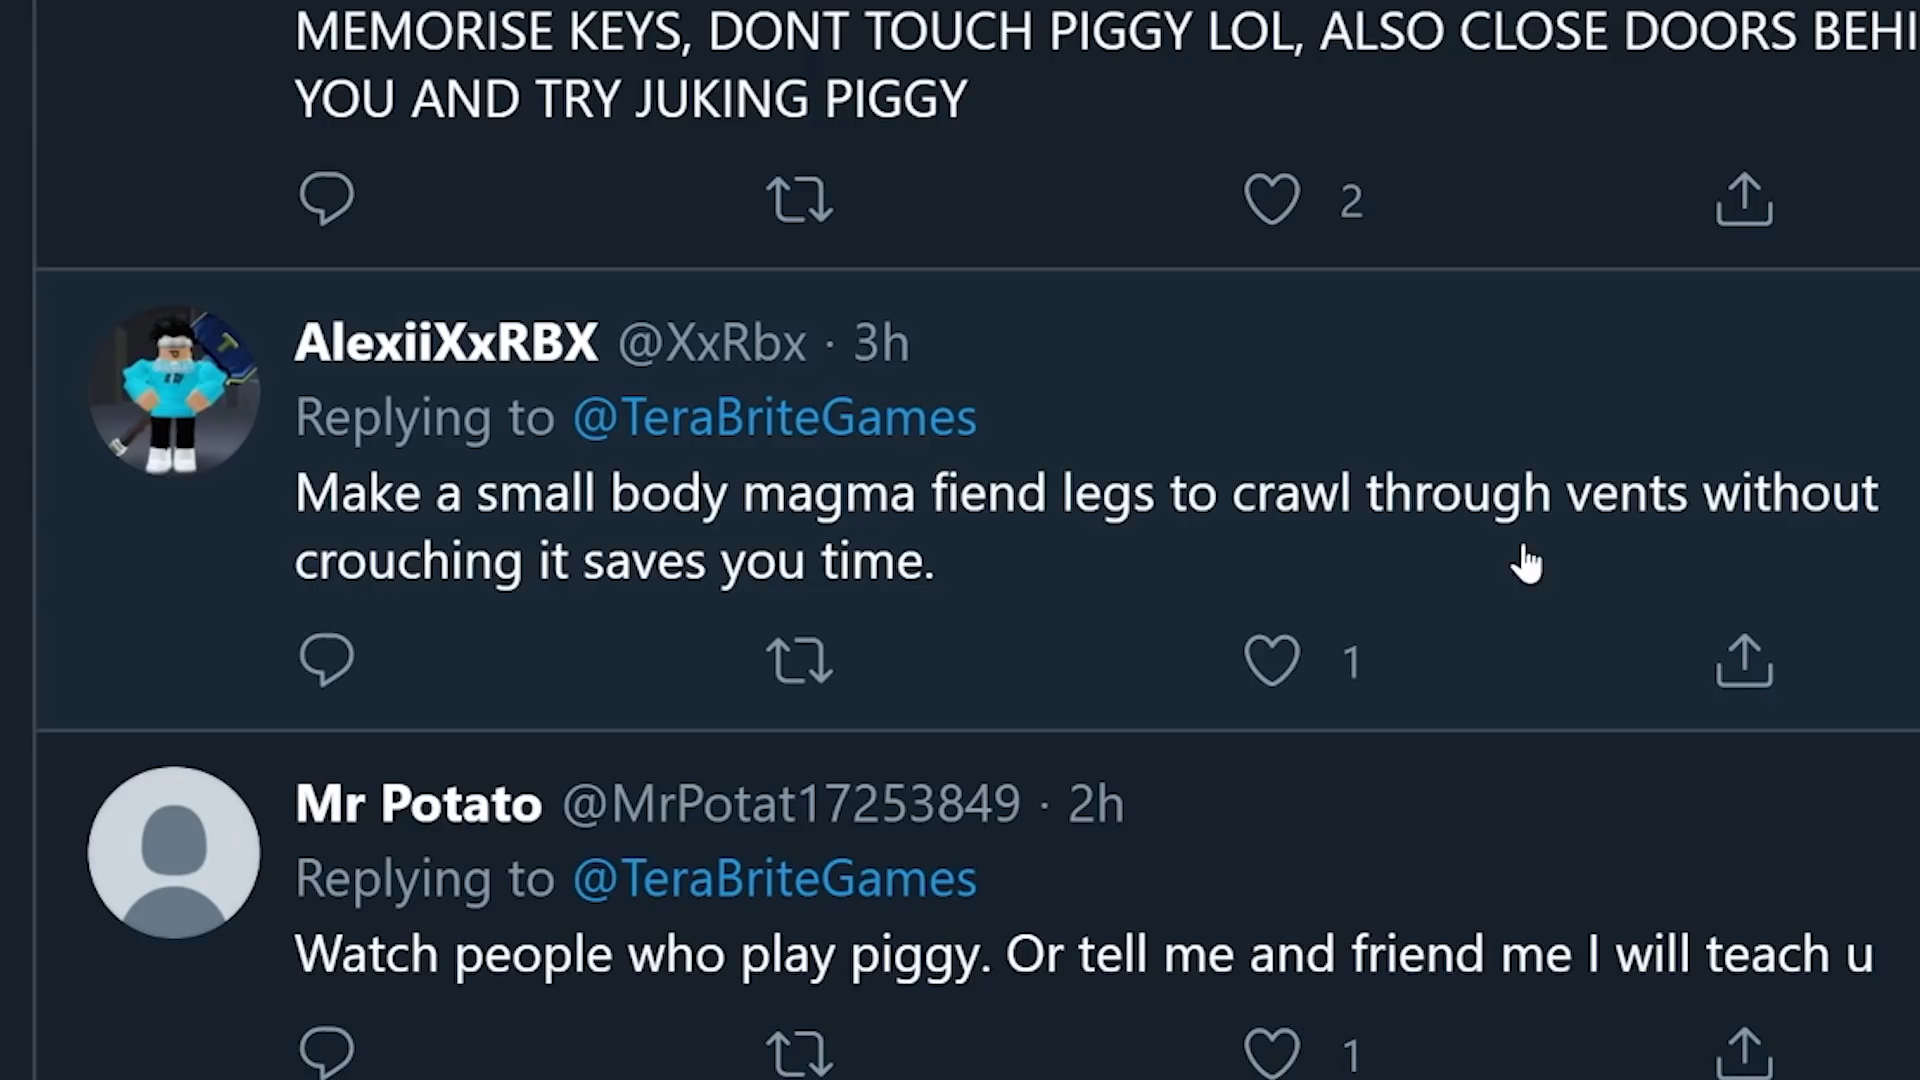 MEMORISE KEYS, DONT TOUCH PIGGY LOL, ALSO CLOSE DOORS BEHI
YOU AND TRY JUKING PIGGY
2
AlexiiXxRBX @XxRbx · 3h
Replying to @TeraBriteGames
Make a small body magma fiend legs to crawl through vents without
crouching it saves you time.
1
Mr Potato @MrPotat17253849 · 2h
Replying to @TeraBriteGames
Watch people who play piggy. Or tell me and friend me I will teach u
1